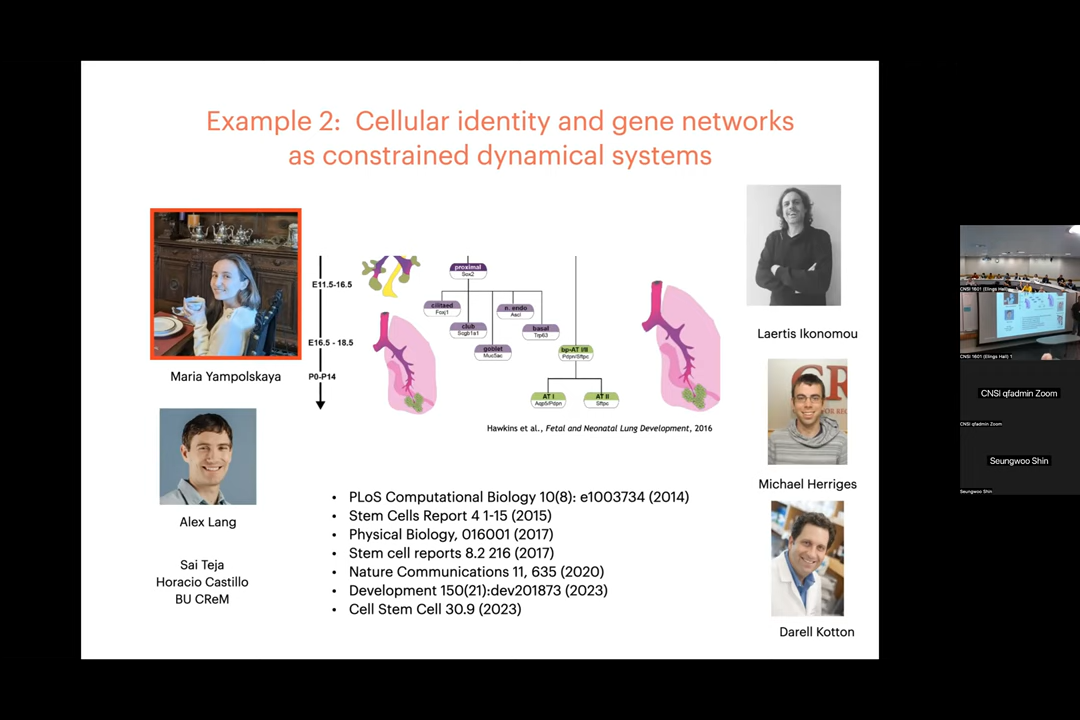 Example 2: Cellular identity and gene networks
as constrained dynamical systems
Maria Yampolskaya
Alex Lang
Sai Teja
Horacio Castillo
BU CReM
E11.5-16.5
E16.5 - 18.5
P0-P14
proximal
Sox2
ciliated
Foxj1
n. endo
Ascl
club
Scgb1a1
basal
Trp63
goblet
Muc5ac
bp-AT I/II
Pdpn/Sftpc
AT I
Aqp5/Pdpn
AT II
Sftpc
Hawkins et al., Fetal and Neonatal Lung Development, 2016
• PLoS Computational Biology 10(8): e1003734 (2014)
• Stem Cells Report 4 1-15 (2015)
• Physical Biology, 016001 (2017)
• Stem cell reports 8.2 216 (2017)
• Nature Communications 11, 635 (2020)
• Development 150(21):dev201873 (2023)
• Cell Stem Cell 30.9 (2023)
Laertis Ikonomou
Michael Herriges
Darell Kotton
CNSI 1601 (Elings Hall)
CNSI 1601 (Elings Hall) 1
CNSI qfadmin Zoom
CNSI qfadmin Zoom
Seungwoo Shin
Seungwoo Shin